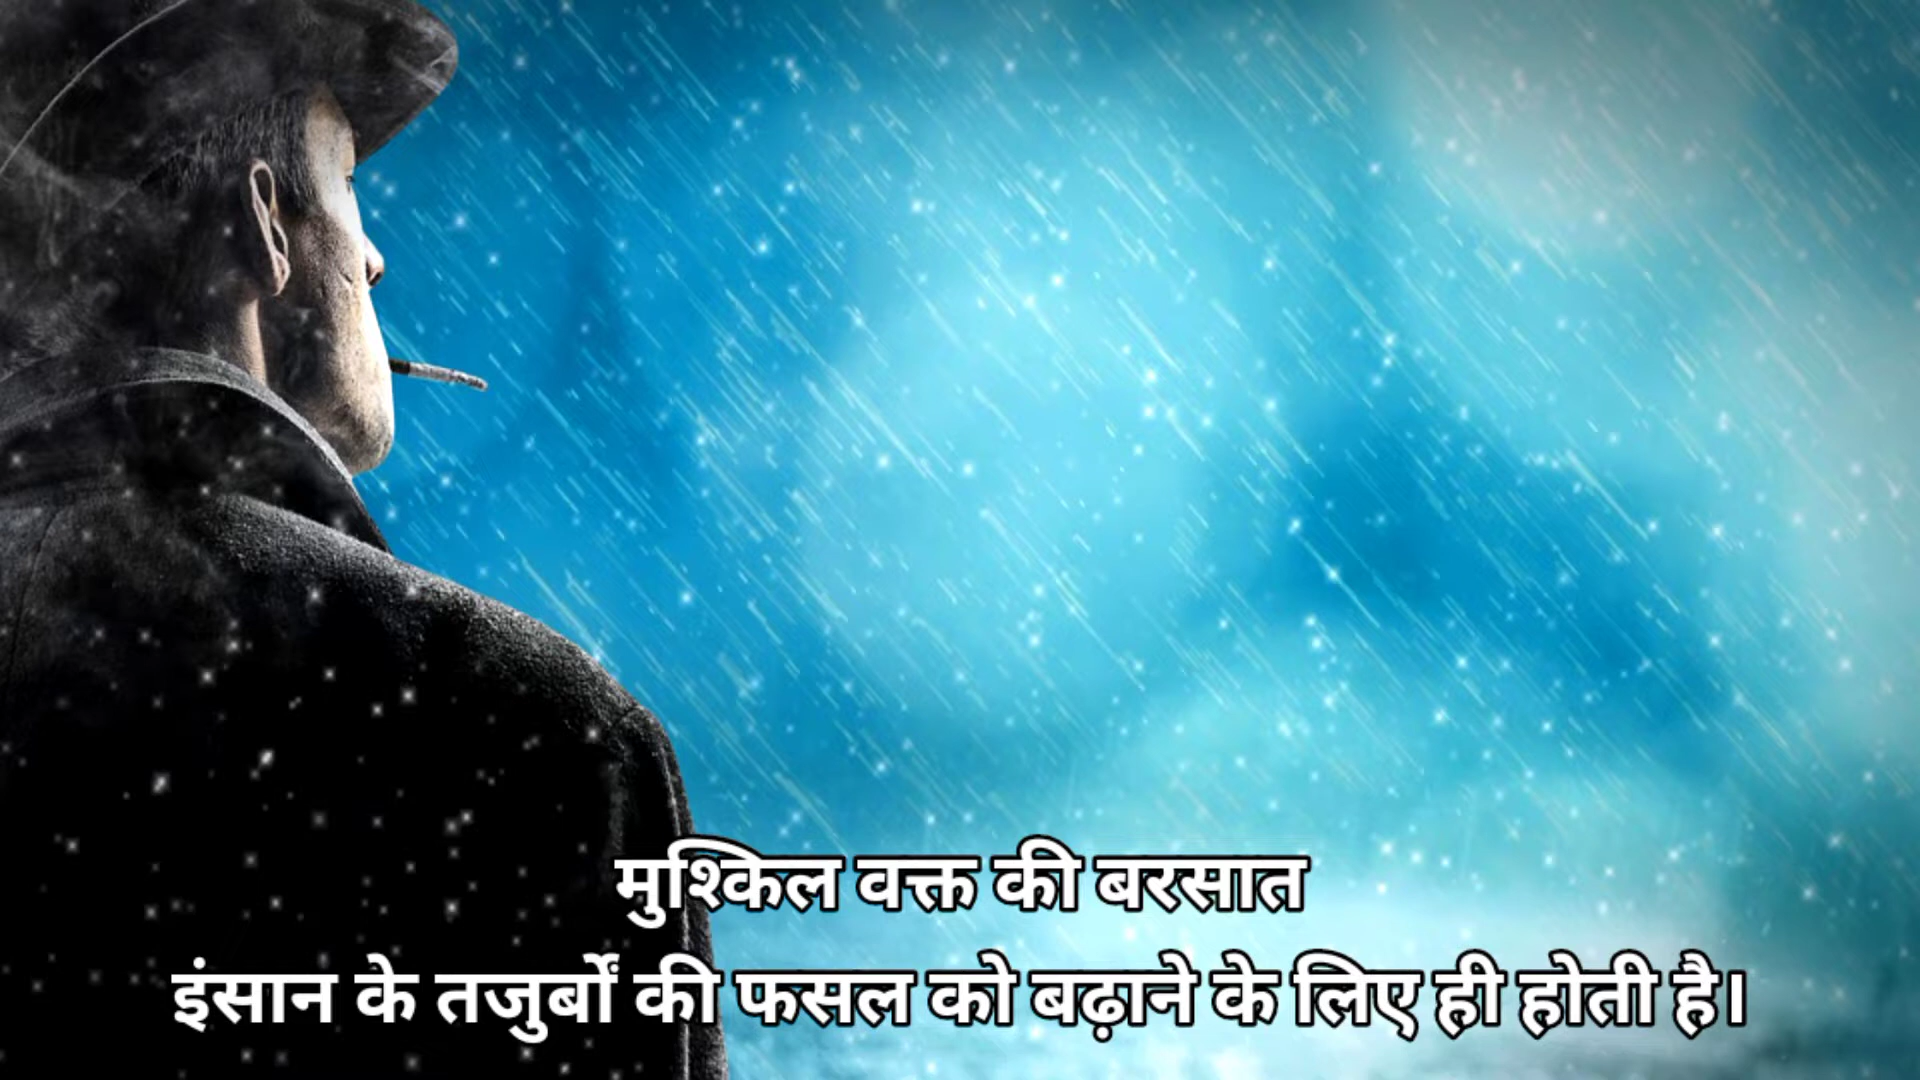 मुश्किल वक्त की बरसात
इंसान के तजुर्बों की फसल को बढ़ाने के लिए ही होती है।